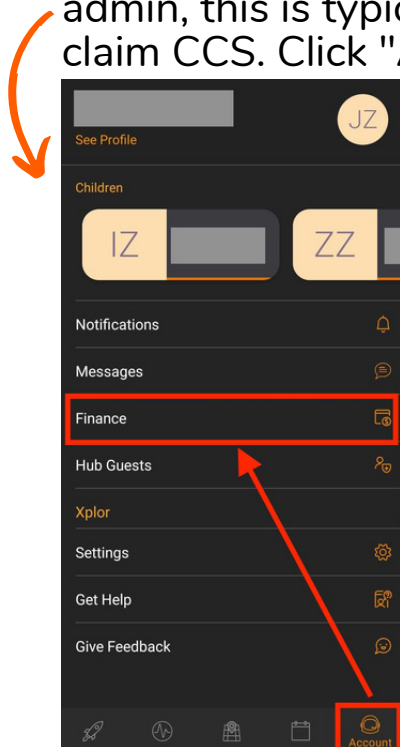 admin, this is typic
claim CCS. Click "A
JZ
See Profile
Children
IZ
ZZ
Notifications
Messages
Finance
Hub Guests
Xplor
Settings
Get Help
Give Feedback
Account